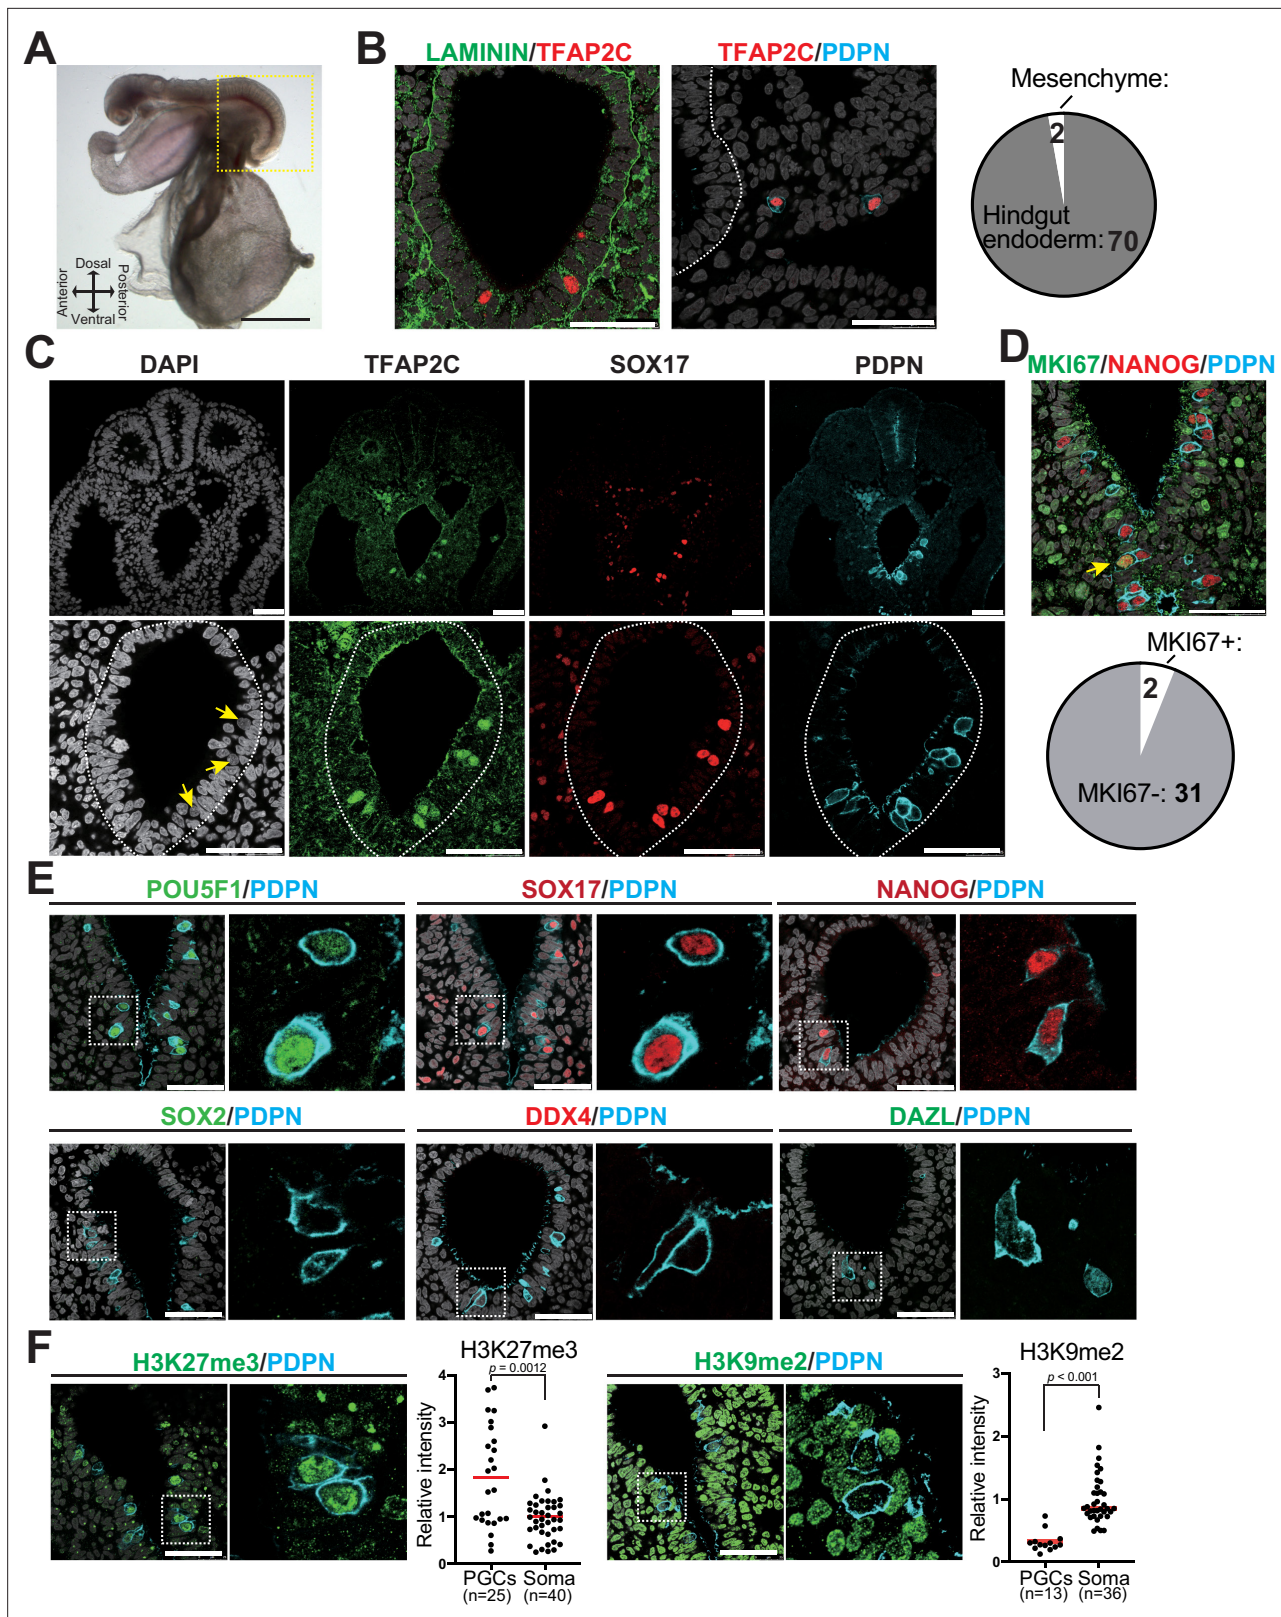 A
Dosal
Anterior
Posterior
Ventral
B
LAMININ/TFAP2C
TFAP2C/PDPN
Mesenchyme:
2
Hindgut
endoderm: 70
C
DAPI
TFAP2C
SOX17
PDPN
D
MKI67/NANOG/PDPN
MKI67+:
2
MKI67-: 31
E
POU5F1/PDPN
SOX17/PDPN
NANOG/PDPN
SOX2/PDPN
DDX4/PDPN
DAZL/PDPN
F
H3K27me3/PDPN
H3K27me3
p = 0.0012
Relative intensity
4
3
2
1
0
PGCs
(n=25)
Soma
(n=40)
H3K9me2/PDPN
H3K9me2
p < 0.001
Relative intensity
3
2
1
0
PGCs
(n=13)
Soma
(n=36)